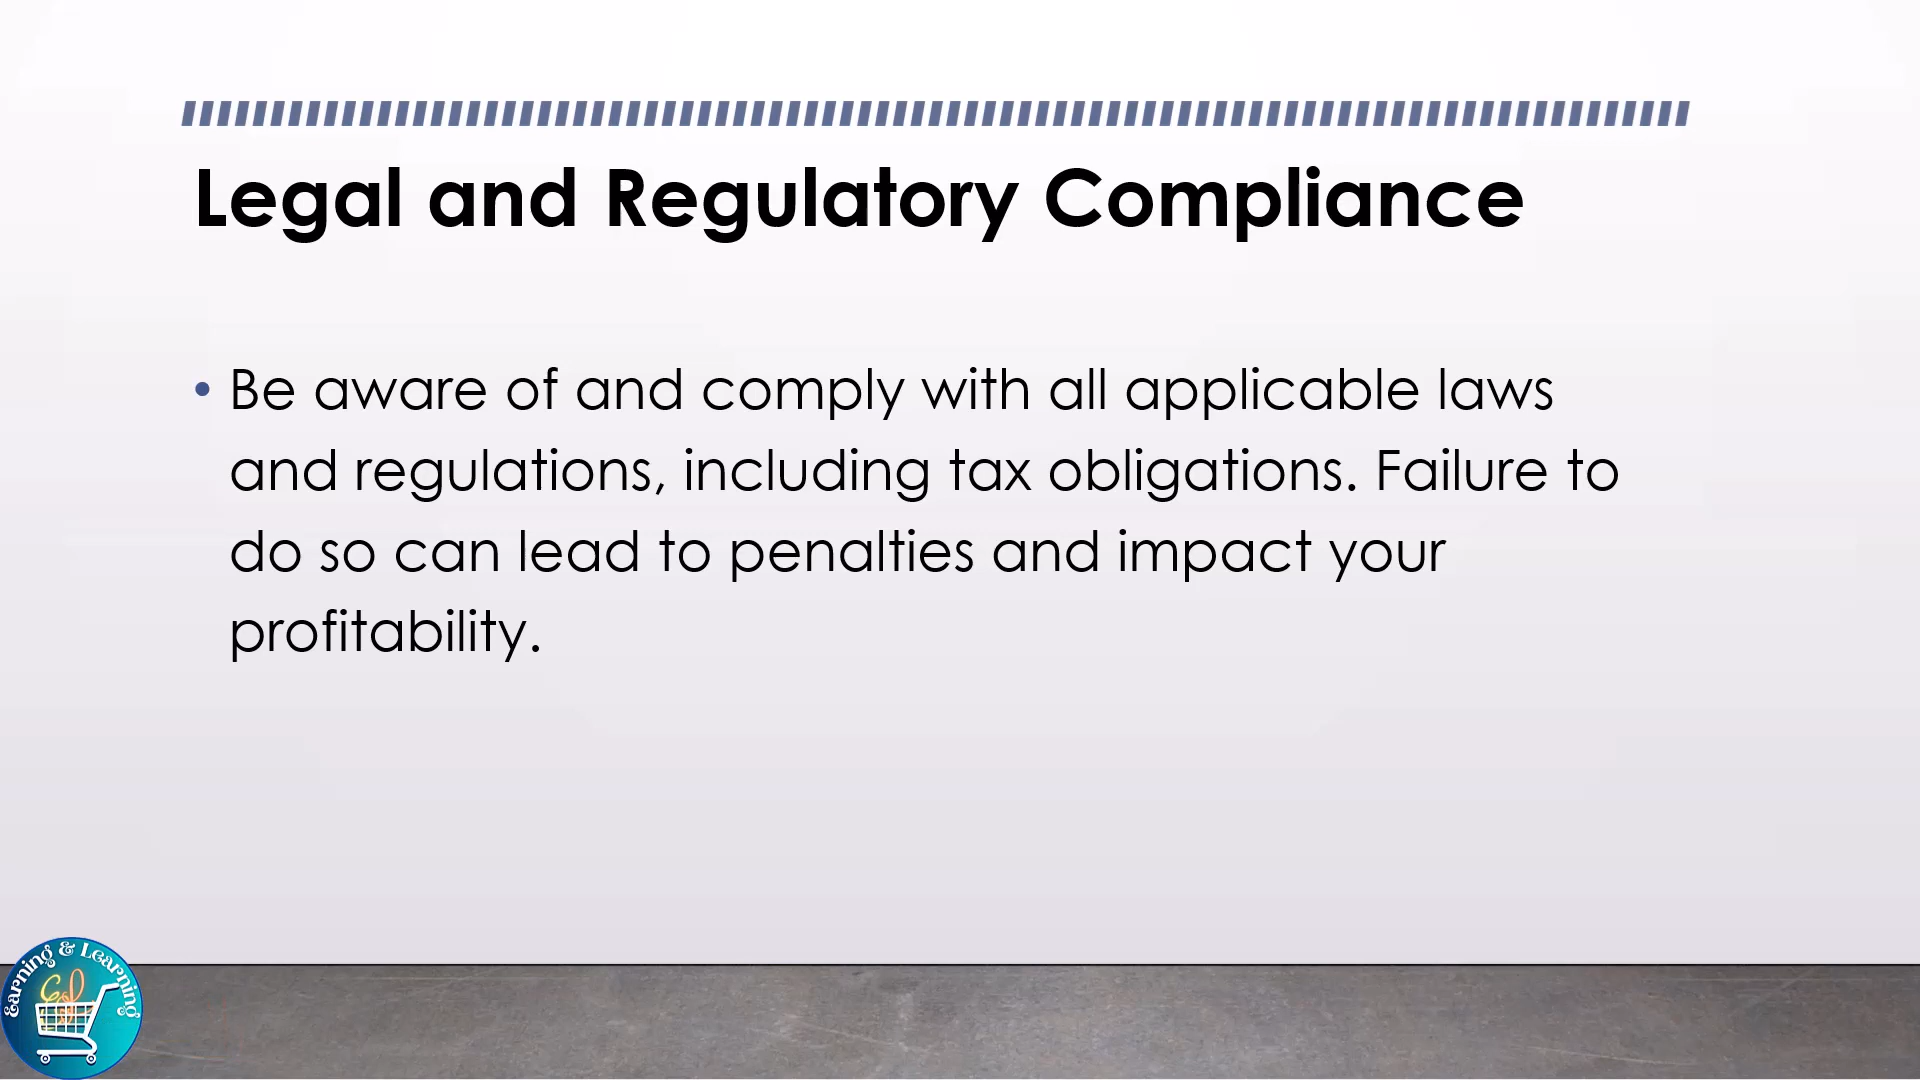 Legal and Regulatory Compliance
• Be aware of and comply with all applicable laws
and regulations, including tax obligations. Failure to
do so can lead to penalties and impact your
profitability.
Earning & Learning